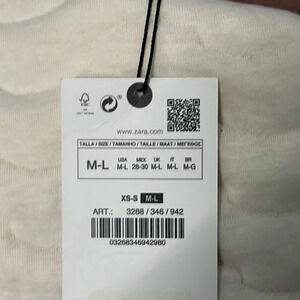 FSC
www.zara.com
TALLA / SIZE / TAMANHO / TAILLE / MAAT / ΜΕΓΕΘΟΣ
M-L
USA MEX UK IT BR
M-L 28-30 M-L M-L M-G
XS-S M-L
ART.: 3268 / 346 / 942
03268346942980